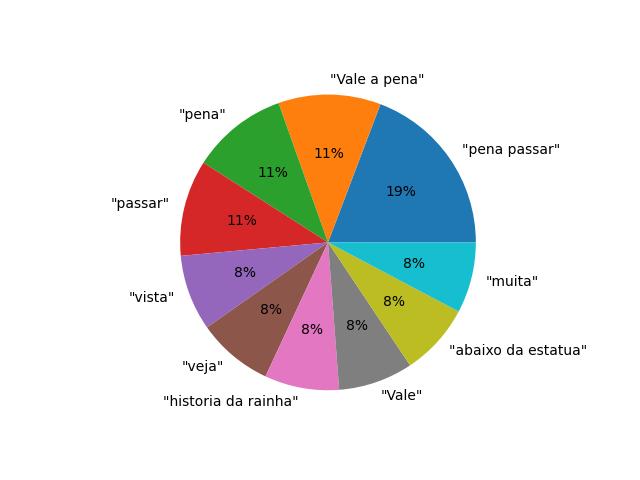 "Vale a pena"
"pena"
"pena passar"
11%
11%
19%
"passar"
11%
8%
8%
"muita"
"vista"
8%
8%
8%
8%
"abaixo da estatua"
"veja"
"Vale"
"historia da rainha"